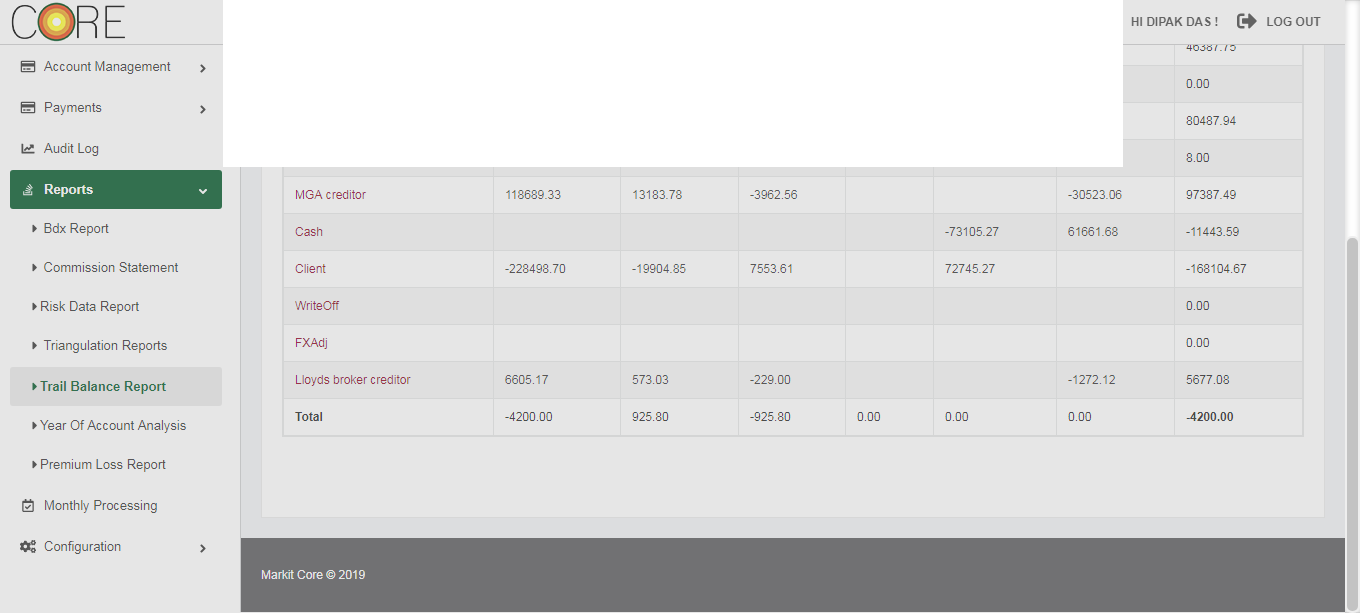 CORE
HI DIPAK DAS ! LOG OUT
Account Management
Payments
Audit Log
Reports
Bdx Report
Commission Statement
Risk Data Report
Triangulation Reports
Trail Balance Report
Year Of Account Analysis
Premium Loss Report
Monthly Processing
Configuration
46387.75
0.00
80487.94
8.00
MGA creditor 118689.33 13183.78 -3962.56 -30523.06 97387.49
Cash -73105.27 61661.68 -11443.59
Client -228498.70 -19904.85 7553.61 72745.27 -168104.67
WriteOff 0.00
FXAdj 0.00
Lloyds broker creditor 6605.17 573.03 -229.00 -1272.12 5677.08
Total -4200.00 925.80 -925.80 0.00 0.00 0.00 -4200.00
Markit Core © 2019